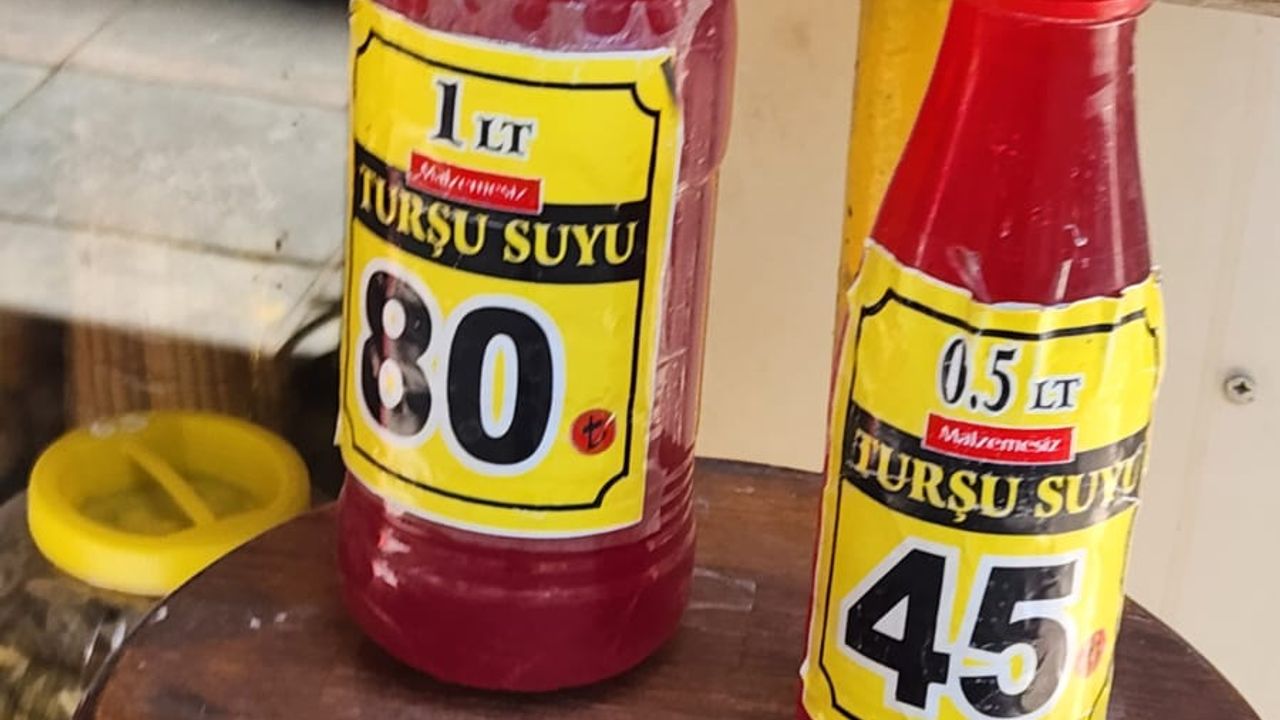 1 LT
Malzemesiz
TURŞU SUYU
80 ₺
0.5 LT
Malzemesiz
TURŞU SUYU
45 ₺